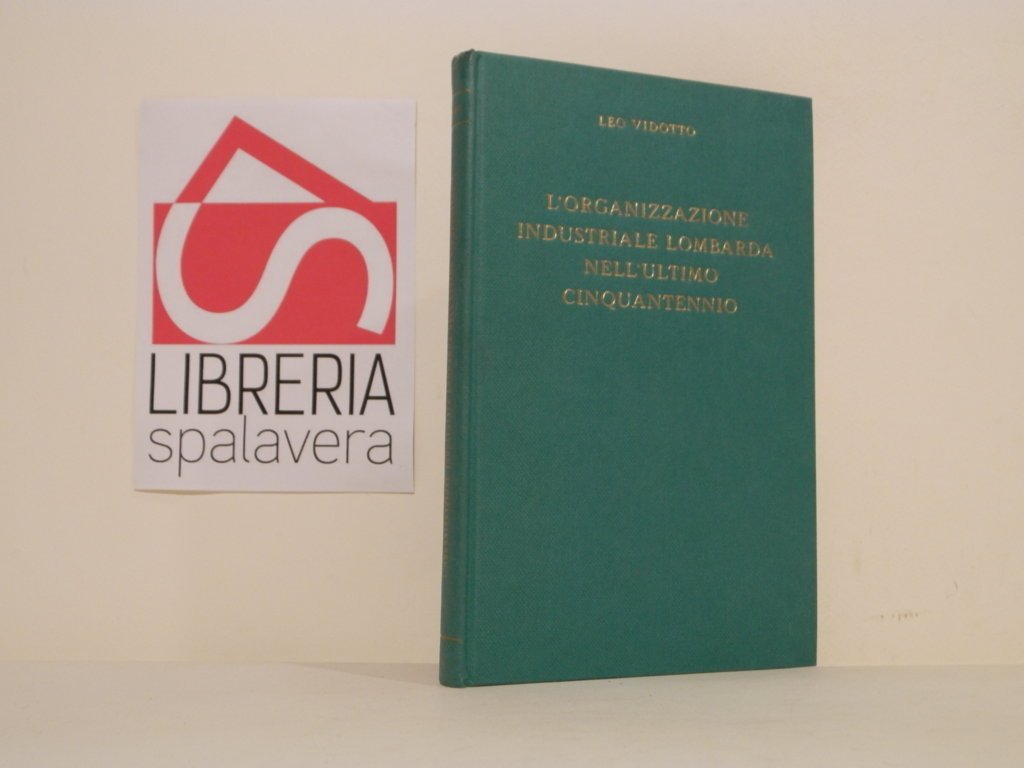 LIBRERIA
spalavera
LEO VIDOTTO
L'ORGANIZZAZIONE
INDUSTRIALE LOMBARDA
NELL'ULTIMO
CINQUANTENNIO